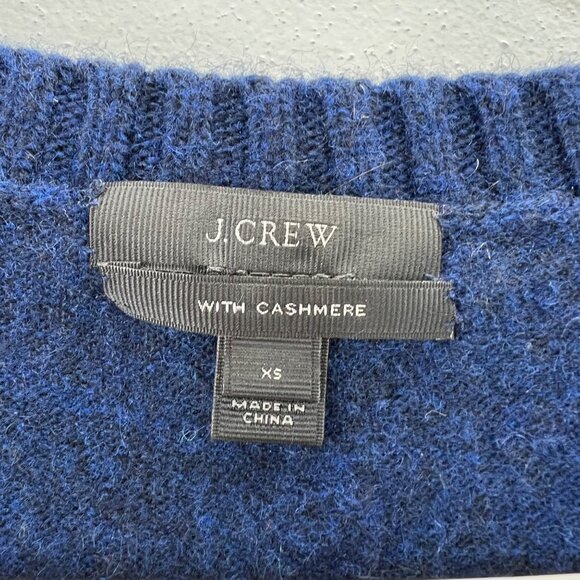 J.CREW
WITH CASHMERE
XS
MADE IN
CHINA